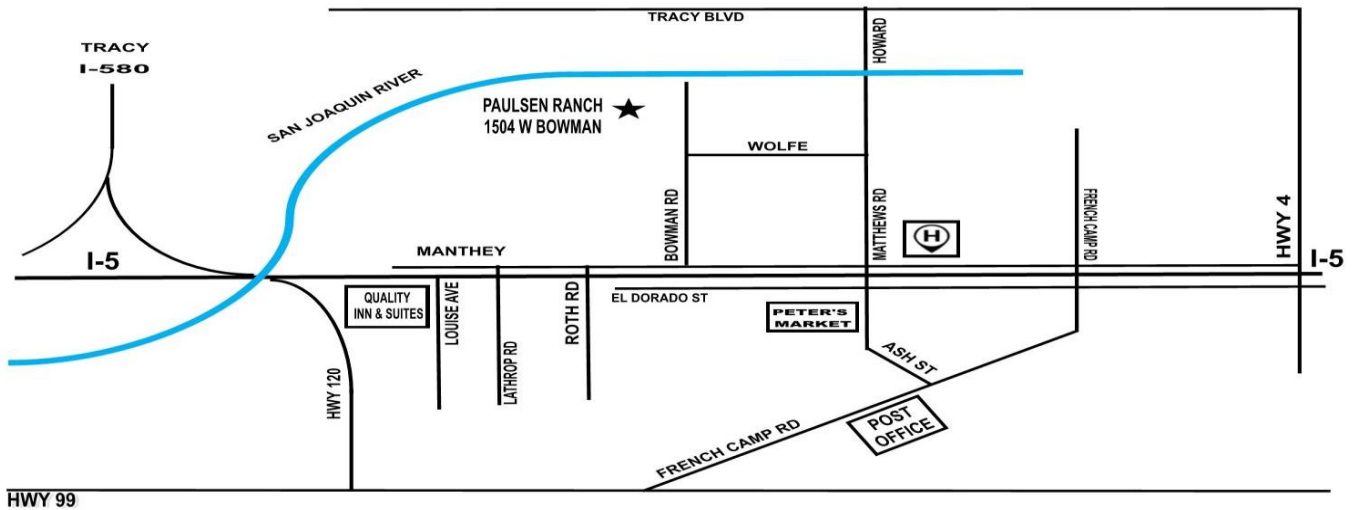 TRACY BLVD
HOWARD
TRACY
I-580
SAN JOAQUIN RIVER
PAULSEN RANCH
1504 W BOWMAN
WOLFE
BOWMAN RD
MATTHEWS RD
H
FRENCH CAMP RD
HWY 4
MANTHEY
I-5
I-5
QUALITY
INN & SUITES
LOUISE AVE
LATHROP RD
ROTH RD
EL DORADO ST
PETER'S
MARKET
ASH ST
HWY 120
POST
OFFICE
FRENCH CAMP RD
HWY 99